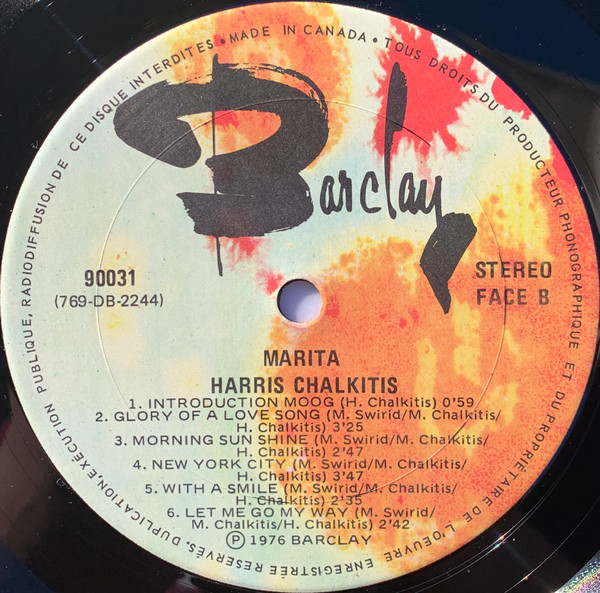 MADE IN CANADA • TOUS DROITS DU PRODUCTEUR PHONOGRAPHIQUE ET DU PROPRIÉTAIRE DE L'OEUVRE ENREGISTRÉE RESERVÉS. DUPLICATION, EXÉCUTION PUBLIQUE, RADIODIFFUSION DE CE DISQUE INTERDITES •
Barclay
90031
(769-DB-2244)
STEREO
FACE B
MARITA
HARRIS CHALKITIS
1. INTRODUCTION MOOG (H. Chalkitis) 0'59
2. GLORY OF A LOVE SONG (M. Swirid/M. Chalkitis/
H. Chalkitis) 3'25
3. MORNING SUN SHINE (M. Swirid/M. Chalkitis/
H. Chalkitis) 2'47
4. NEW YORK CITY (M. Swirid/M. Chalkitis/
H. Chalkitis) 3'47
5. WITH A SMILE (M. Swirid/M. Chalkitis/
H. Chalkitis) 2'35
6. LET ME GO MY WAY (M. Swirid/
M. Chalkitis/H. Chalkitis) 2'42
Ⓟ 1976 BARCLAY